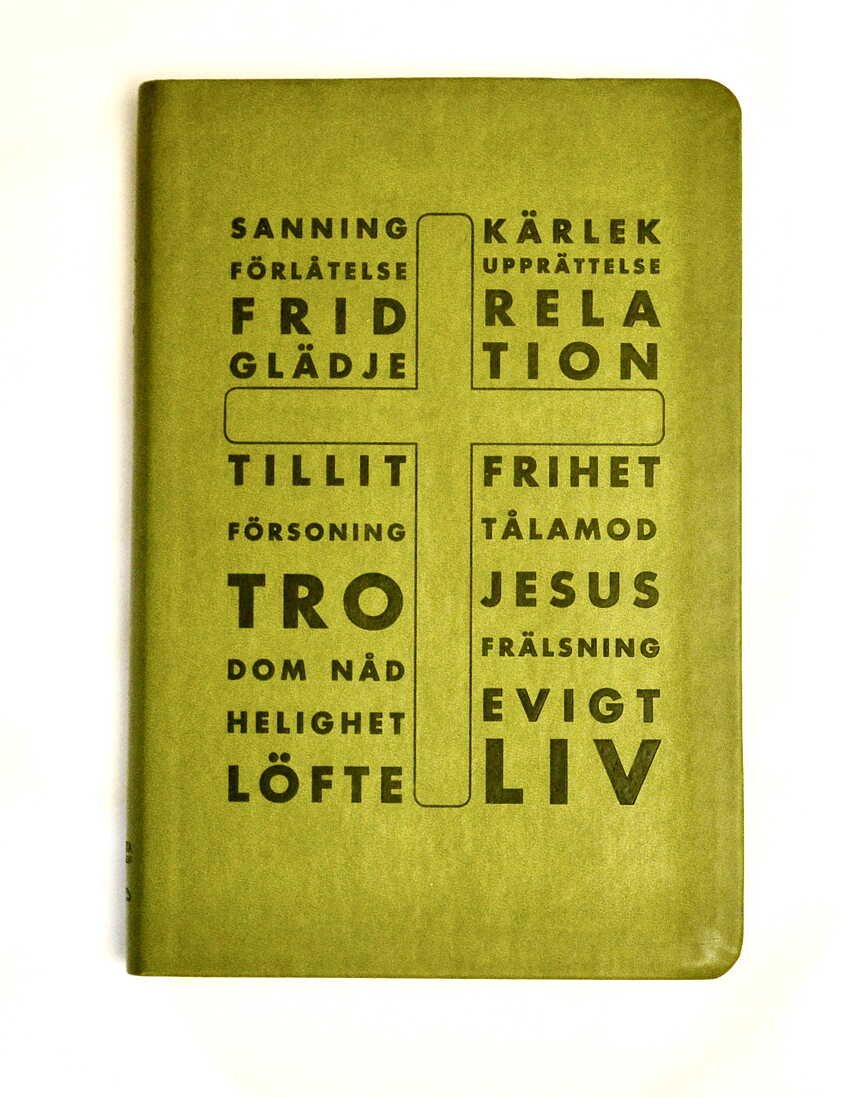 SANNING
FÖRLÅTELSE
FRID
GLÄDJE
KÄRLEK
UPPRÄTTELSE
RELA
TION
TILLIT
FÖRSONING
TRO
DOM NÅD
HELIGHET
LÖFTE
FRIHET
TÅLAMOD
JESUS
FRÄLSNING
EVIGT
LIV